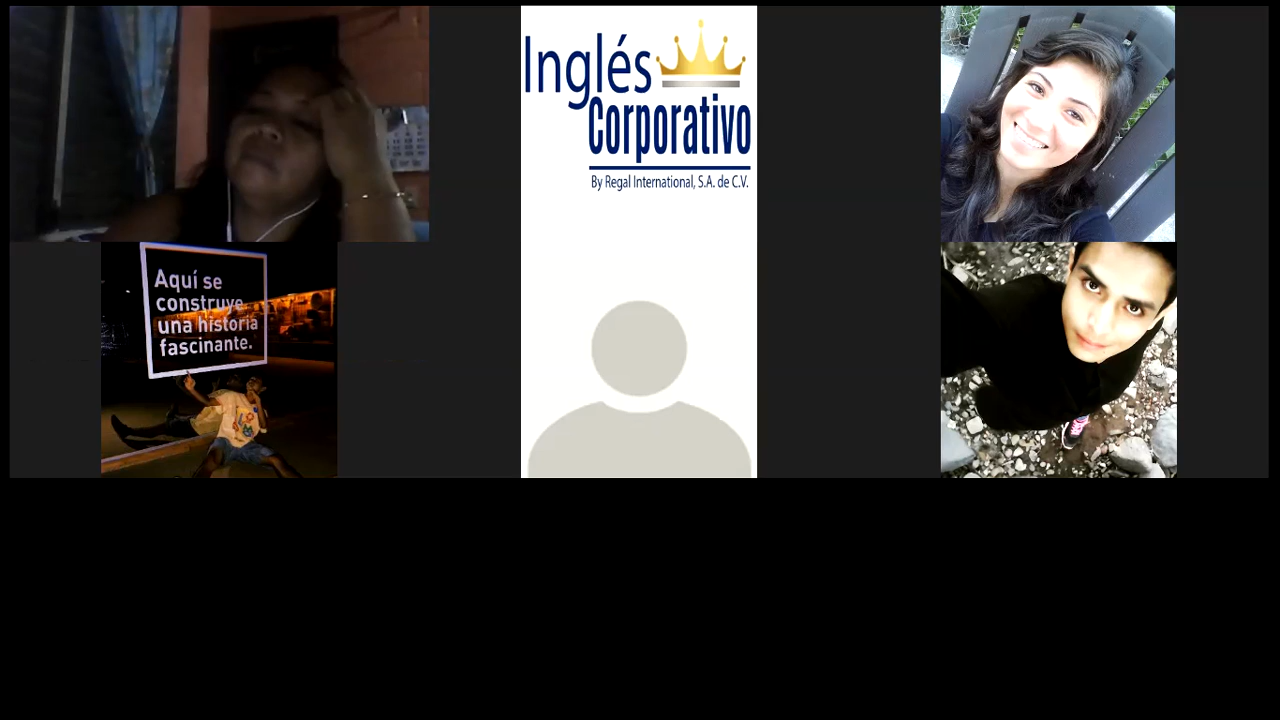 Inglés
Corporativo
By Regal International, S.A. de C.V.
Aquí se
construye
una historia
fascinante.